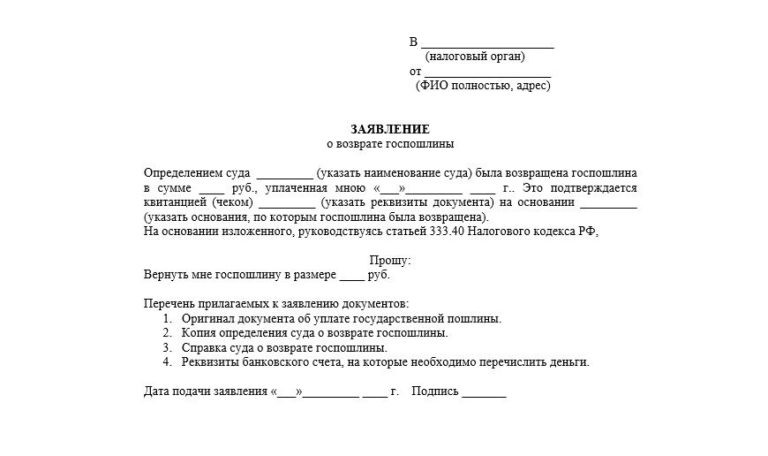 В _____________________
(налоговый орган)
от ____________________
(ФИО полностью, адрес)
ЗАЯВЛЕНИЕ
о возврате госпошлины
Определением суда _________ (указать наименование суда) была возвращена госпошлина
в сумме ____ руб., уплаченная мною «___»_________ ____ г.. Это подтверждается
квитанцией (чеком) _________ (указать реквизиты документа) на основании _________
(указать основания, по которым госпошлина была возвращена).
На основании изложенного, руководствуясь статьей 333.40 Налогового кодекса РФ,
Прошу:
Вернуть мне госпошлину в размере ____ руб.
Перечень прилагаемых к заявлению документов:
1. Оригинал документа об уплате государственной пошлины.
2. Копия определения суда о возврате госпошлины.
3. Справка суда о возврате госпошлины.
4. Реквизиты банковского счета, на которые необходимо перечислить деньги.
Дата подачи заявления «___»_________ ____ г. Подпись _______